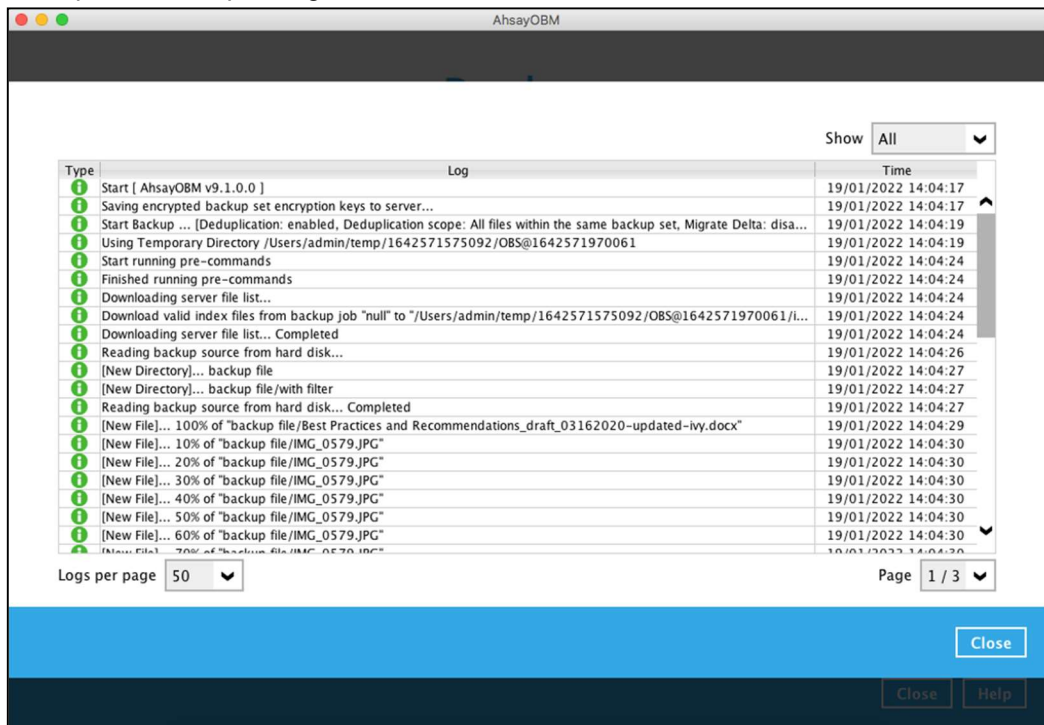 AhsayOBM
Show All
Type Log Time
Start [ AhsayOBM v9.1.0.0 ] 19/01/2022 14:04:17
Saving encrypted backup set encryption keys to server... 19/01/2022 14:04:17
Start Backup ... [Deduplication: enabled, Deduplication scope: All files within the same backup set, Migrate Delta: disa... 19/01/2022 14:04:19
Using Temporary Directory /Users/admin/temp/1642571575092/OBS@1642571970061 19/01/2022 14:04:19
Start running pre-commands 19/01/2022 14:04:24
Finished running pre-commands 19/01/2022 14:04:24
Downloading server file list... 19/01/2022 14:04:24
Download valid index files from backup job "null" to "/Users/admin/temp/1642571575092/OBS@1642571970061/i... 19/01/2022 14:04:24
Downloading server file list... Completed 19/01/2022 14:04:24
Reading backup source from hard disk... 19/01/2022 14:04:26
[New Directory]... backup file 19/01/2022 14:04:27
[New Directory]... backup file/with filter 19/01/2022 14:04:27
Reading backup source from hard disk... Completed 19/01/2022 14:04:27
[New File]... 100% of "backup file/Best Practices and Recommendations_draft_03162020-updated-ivy.docx" 19/01/2022 14:04:29
[New File]... 10% of "backup file/IMG_0579.JPG" 19/01/2022 14:04:30
[New File]... 20% of "backup file/IMG_0579.JPG" 19/01/2022 14:04:30
[New File]... 30% of "backup file/IMG_0579.JPG" 19/01/2022 14:04:30
[New File]... 40% of "backup file/IMG_0579.JPG" 19/01/2022 14:04:30
[New File]... 50% of "backup file/IMG_0579.JPG" 19/01/2022 14:04:30
[New File]... 60% of "backup file/IMG_0579.JPG" 19/01/2022 14:04:30
[New File]... 70% of "backup file/IMG_0579.JPG" 19/01/2022 14:04:30
Logs per page 50 Page 1 / 3
Close
Close Help